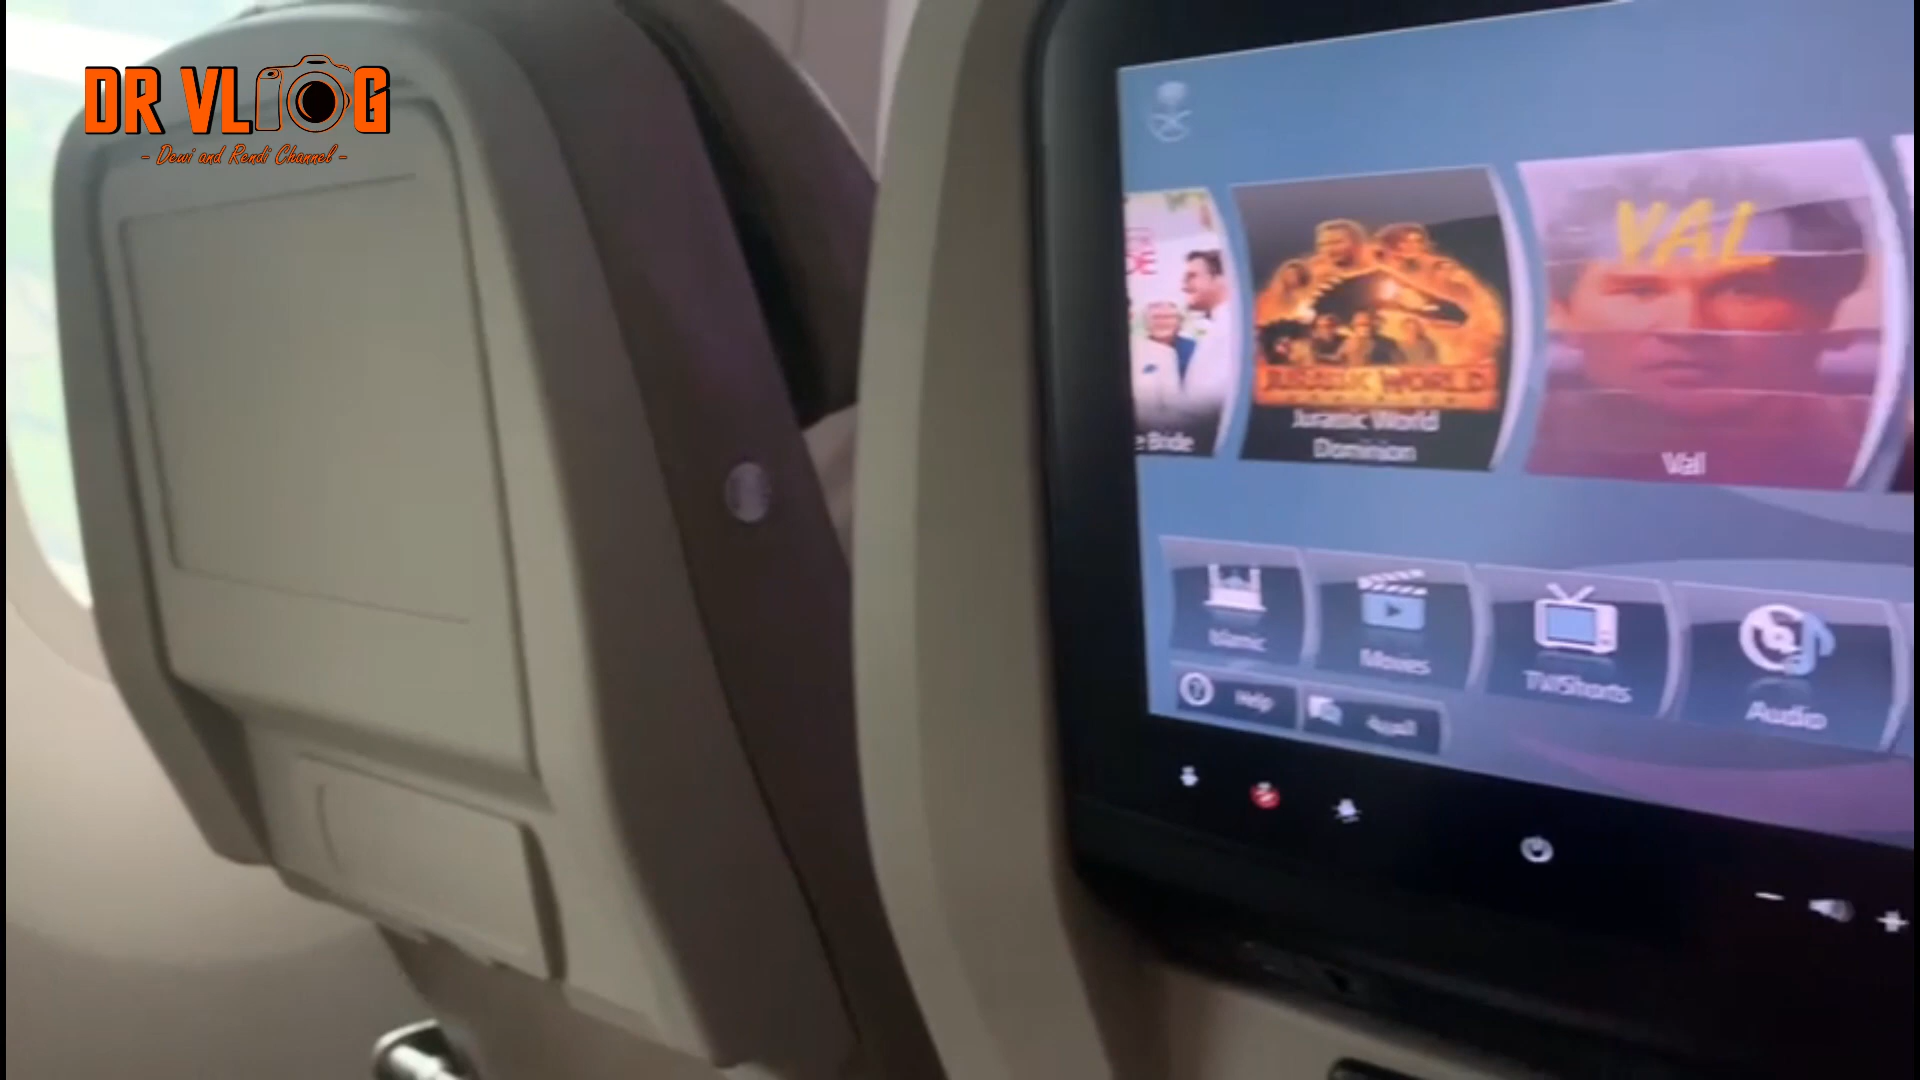 DR VLOG
- Dewi and Rendi Channel -
VAL
JURASSIC WORLD
Jurassic World
Dominion
e Bride
Val
Islamic
Movies
TV/Shorts
Audio
Help
العربية